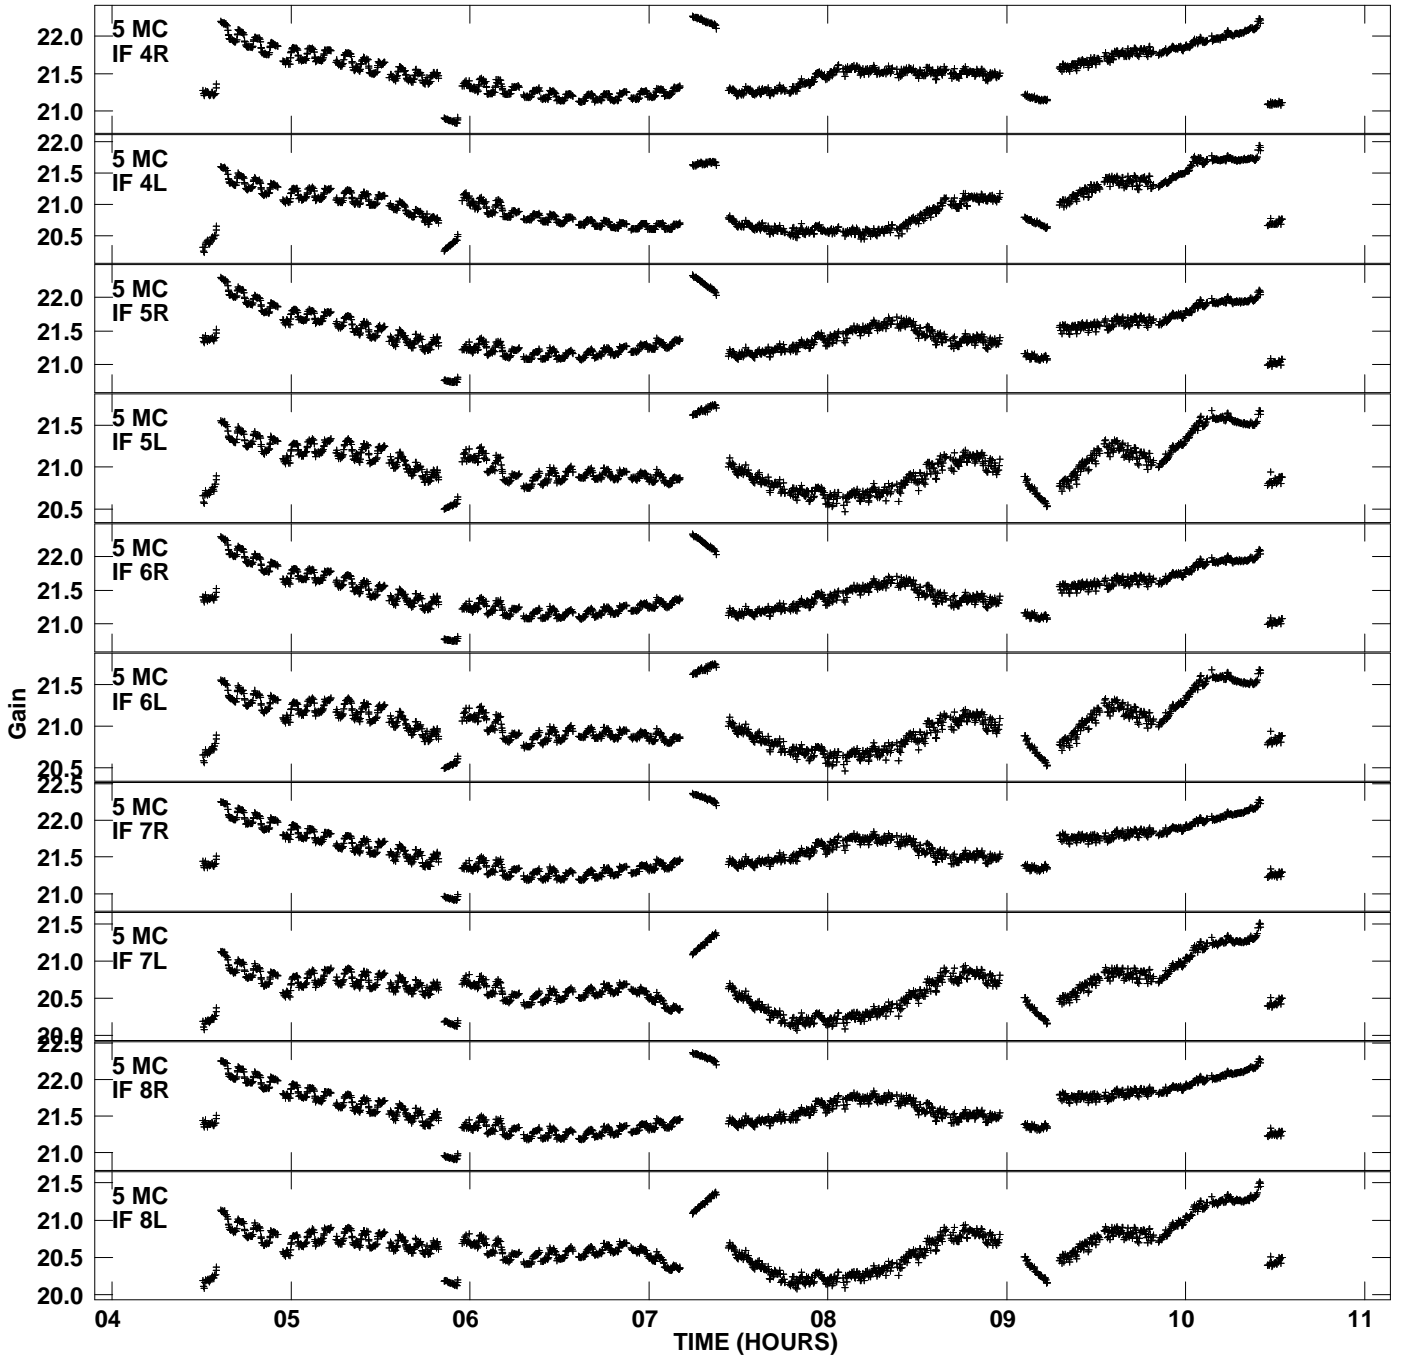 22.0
21.5
21.0
5 MC
IF 4R
22.0
21.5
21.0
20.5
5 MC
IF 4L
22.0
21.5
21.0
5 MC
IF 5R
21.5
21.0
20.5
5 MC
IF 5L
22.0
21.5
21.0
5 MC
IF 6R
21.5
21.0
20.5
5 MC
IF 6L
22.5
22.0
21.5
21.0
5 MC
IF 7R
21.5
21.0
20.5
20.0
5 MC
IF 7L
22.5
22.0
21.5
21.0
5 MC
IF 8R
21.5
21.0
20.5
20.0
5 MC
IF 8L
Gain
04 05 06 07 08 09 10 11
TIME (HOURS)